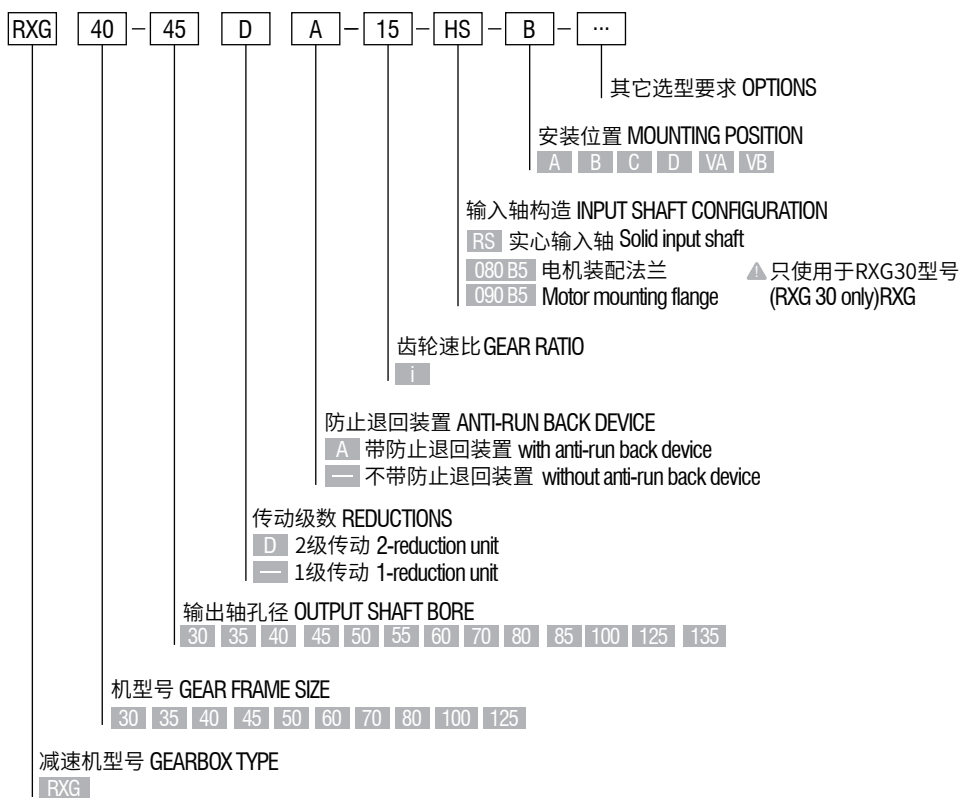 RXG 40 - 45 D A - 15 - HS - B - ...
其它选型要求 OPTIONS
安装位置 MOUNTING POSITION
A B C D VA VB
输入轴构造 INPUT SHAFT CONFIGURATION
RS 实心输入轴 Solid input shaft
080 B5 电机装配法兰 只使用于RXG30型号
090 B5 Motor mounting flange (RXG 30 only)RXG
齿轮速比GEAR RATIO
i
防止退回装置 ANTI-RUN BACK DEVICE
A 带防止退回装置 with anti-run back device
— 不带防止退回装置 without anti-run back device
传动级数 REDUCTIONS
D 2级传动 2-reduction unit
— 1级传动 1-reduction unit
输出轴孔径 OUTPUT SHAFT BORE
30 35 40 45 50 55 60 70 80 85 100 125 135
机型号 GEAR FRAME SIZE
30 35 40 45 50 60 70 80 100 125
减速机型号 GEARBOX TYPE
RXG